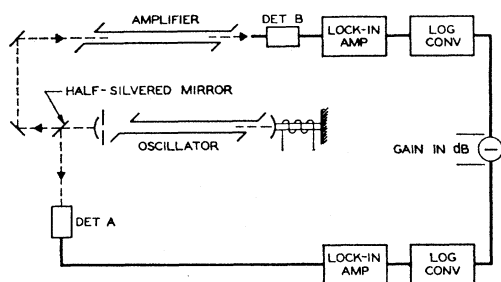 AMPLIFIER
DET B
LOCK-IN
AMP
LOG
CONV
HALF-SILVERED MIRROR
OSCILLATOR
GAIN IN dB
DET A
LOCK-IN
AMP
LOG
CONV